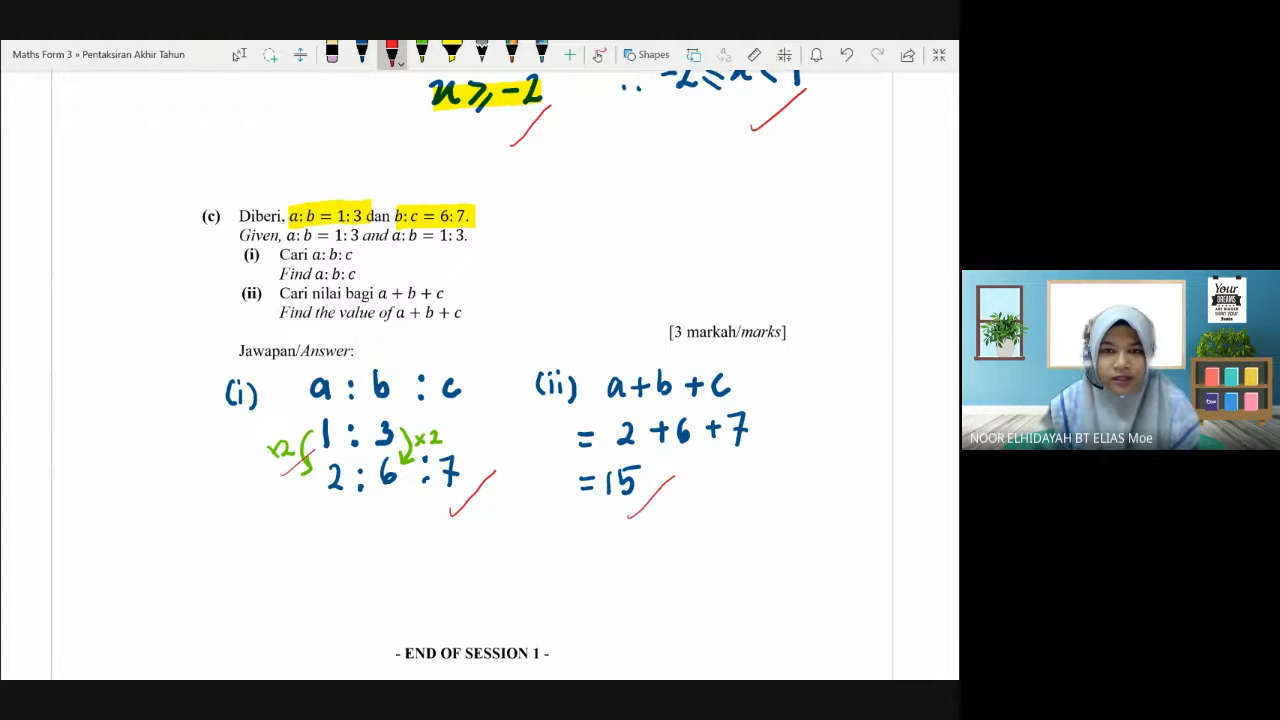 Maths Form 3 » Pentaksiran Akhir Tahun
Shapes
x ≥ -2
(c) Diberi, a: b = 1: 3 dan b: c = 6: 7.
Given, a: b = 1: 3 and a: b = 1: 3.
(i) Cari a: b: c
Find a: b: c
(ii) Cari nilai bagi a + b + c
Find the value of a + b + c
[3 markah/marks]
Jawapan/Answer:
(i) a : b : c
1 : 3
×2 ×2
2 : 6 : 7
(ii) a+b+c
= 2+6+7
=15
- END OF SESSION 1 -
Your
DREAMS
NOOR ELHIDAYAH BT ELIAS Moe